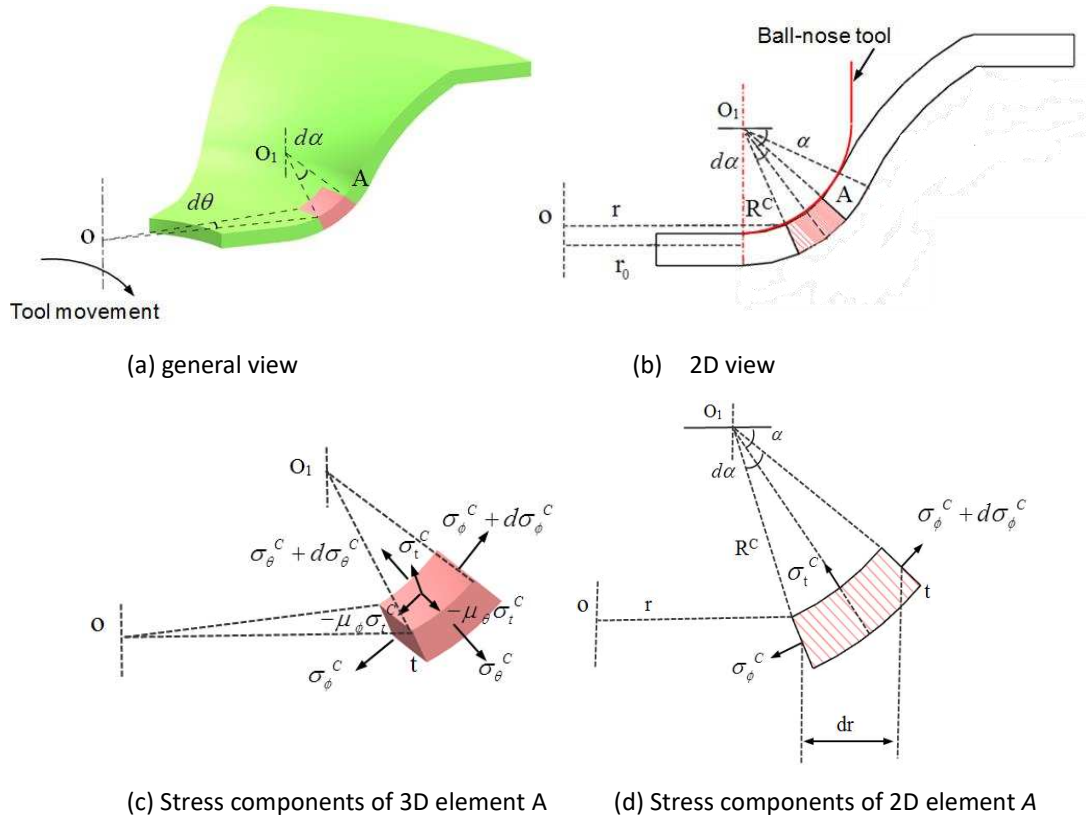 O₁
dα
A
dθ
O
Tool movement
(a) general view
Ball-nose tool
O₁
α
dα
A
o
r
R^C
r₀
(b) 2D view
O₁
σ_ϕ^C + dσ_ϕ^C
σ_θ^C + dσ_θ^C
σ_t^C
o
-μ_ϕσ_t^C
-μ_θσ_t^C
σ_ϕ^C
t
σ_θ^C
(c) Stress components of 3D element A
O₁
α
dα
σ_ϕ^C + dσ_ϕ^C
R^C
σ_t^C
t
o
r
σ_ϕ^C
dr
(d) Stress components of 2D element A